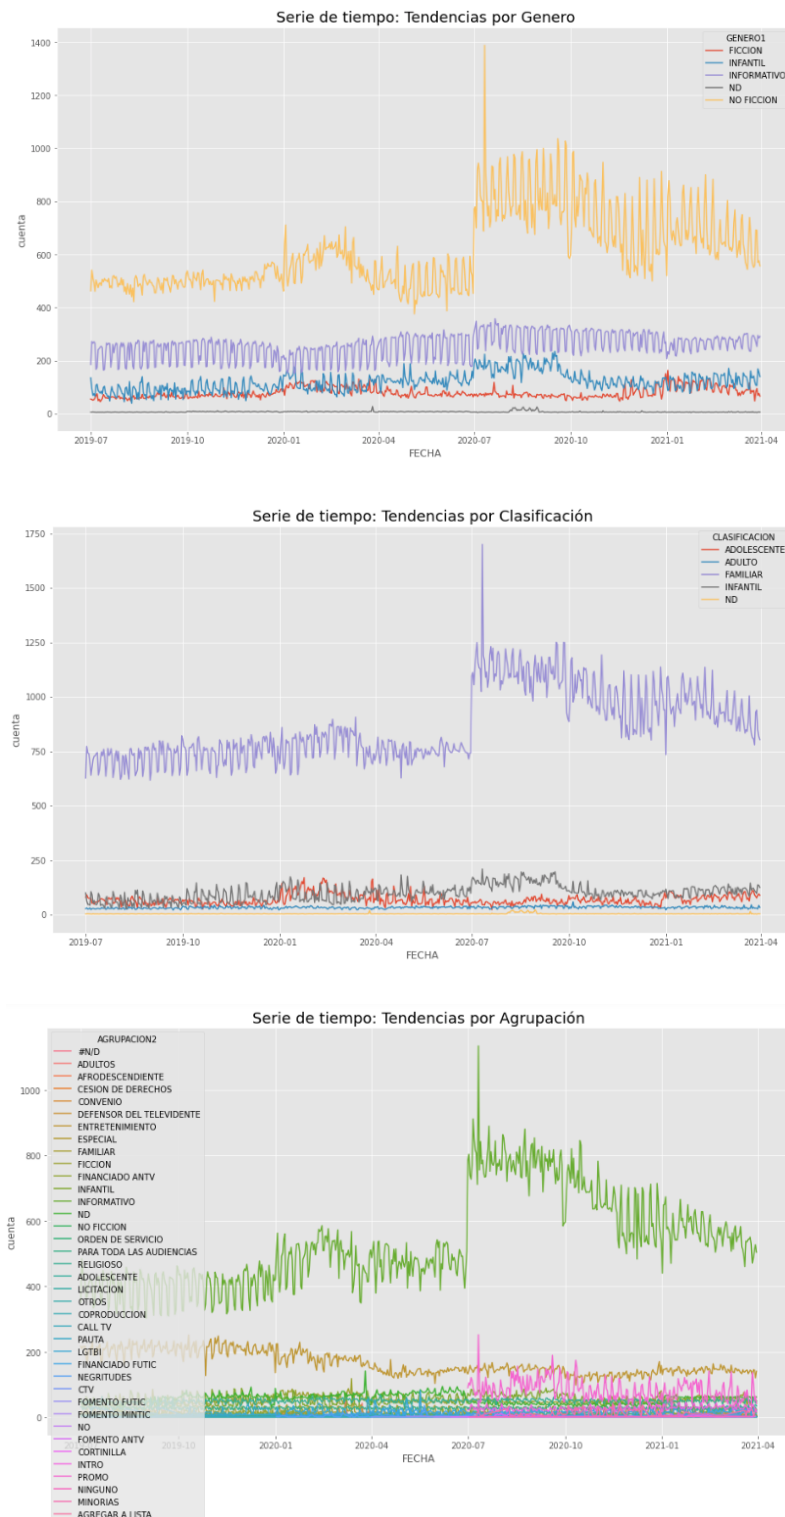 Serie de tiempo: Tendencias por Genero
1400
1200
1000
800
600
400
200
0
cuenta
GENERO1
FICCION
INFANTIL
INFORMATIVO
ND
NO FICCION
2019-07 2019-10 2020-01 2020-04 2020-07 2020-10 2021-01 2021-04
FECHA
Serie de tiempo: Tendencias por Clasificación
1750
1500
1250
1000
750
500
250
0
cuenta
CLASIFICACION
ADOLESCENTE
ADULTO
FAMILIAR
INFANTIL
ND
2019-07 2019-10 2020-01 2020-04 2020-07 2020-10 2021-01 2021-04
FECHA
Serie de tiempo: Tendencias por Agrupación
1000
800
600
400
200
0
cuenta
AGRUPACION2
#N/D
ADULTOS
AFRODESCENDIENTE
CESION DE DERECHOS
CONVENIO
DEFENSOR DEL TELEVIDENTE
ENTRETENIMIENTO
ESPECIAL
FAMILIAR
FICCION
FINANCIADO ANTV
INFANTIL
INFORMATIVO
ND
NO FICCION
ORDEN DE SERVICIO
PARA TODA LAS AUDIENCIAS
RELIGIOSO
ADOLESCENTE
LICITACION
OTROS
COPRODUCCION
CALL TV
PAUTA
LGTBI
FINANCIADO FUTIC
NEGRITUDES
CTV
FOMENTO FUTIC
FOMENTO MINTIC
NO
FOMENTO ANTV
CORTINILLA
INTRO
PROMO
NINGUNO
MINORIAS
AGREGAR A LISTA
2019-10 2020-01 2020-04 2020-07 2020-10 2021-01 2021-04
FECHA